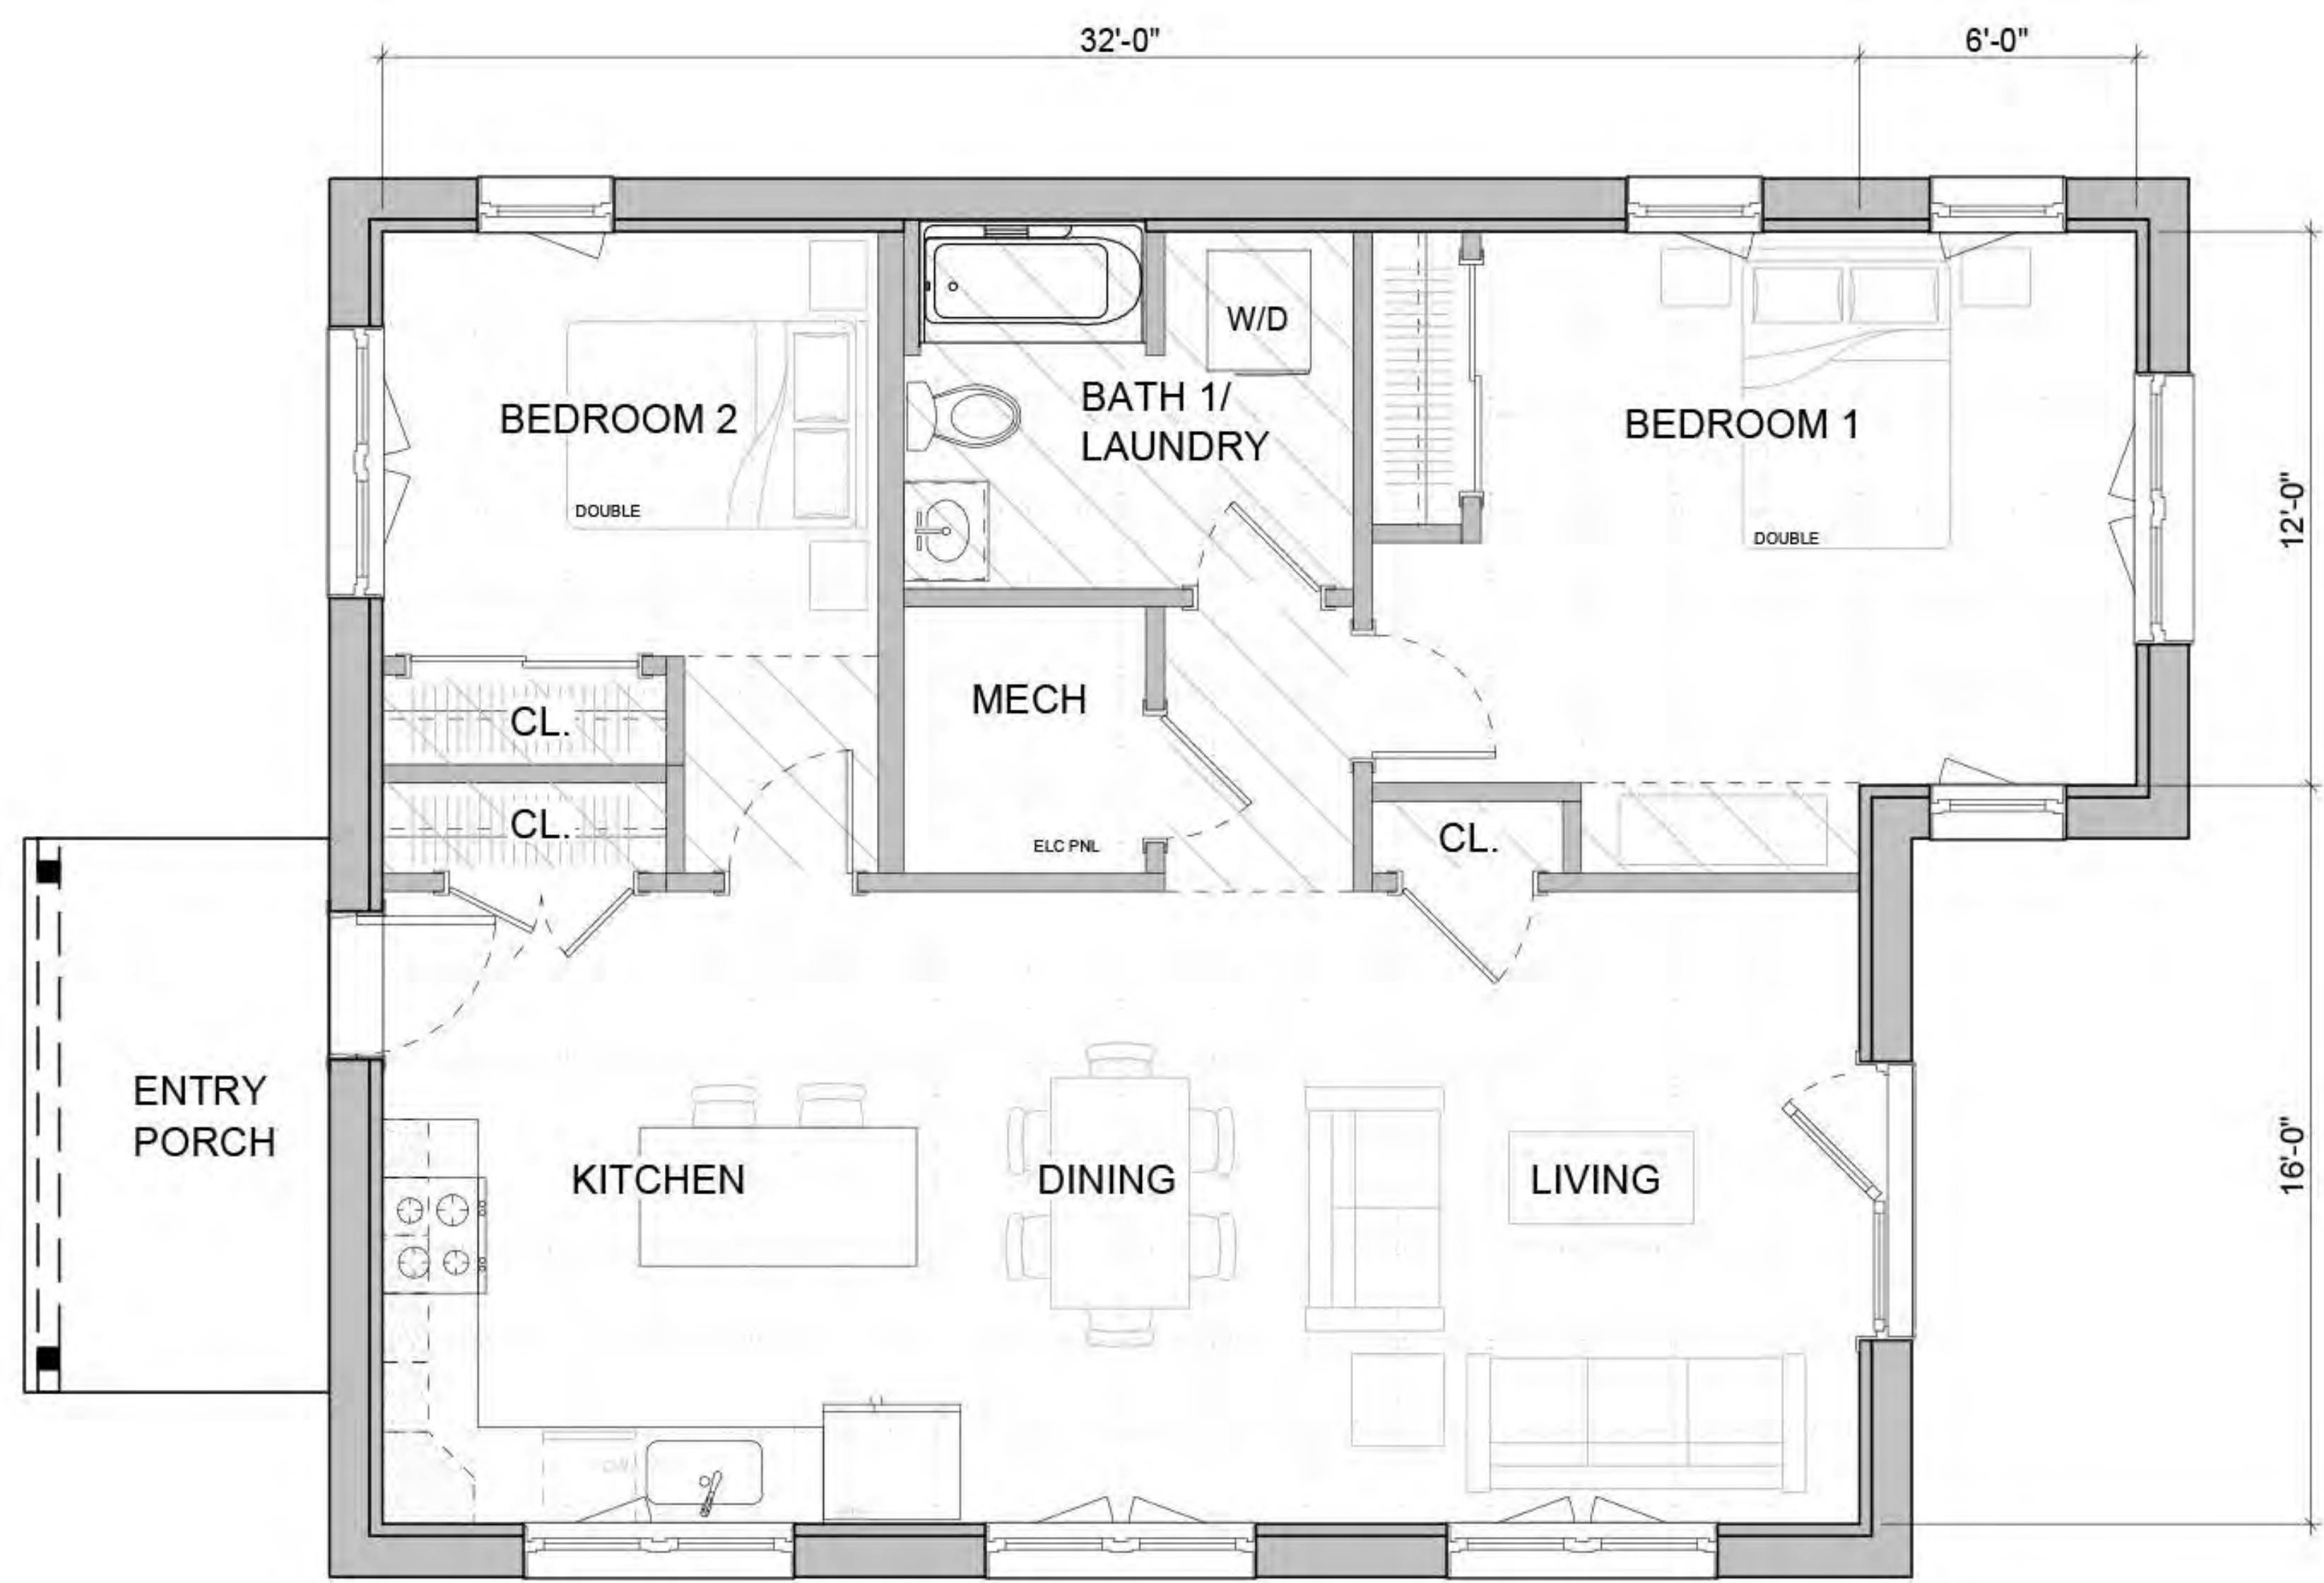 32'-0"
6'-0"
W/D
BATH 1/
LAUNDRY
BEDROOM 2
BEDROOM 1
DOUBLE
DOUBLE
12'-0"
MECH
CL.
CL.
CL.
ELC PNL
ENTRY
PORCH
KITCHEN
DINING
LIVING
16'-0"